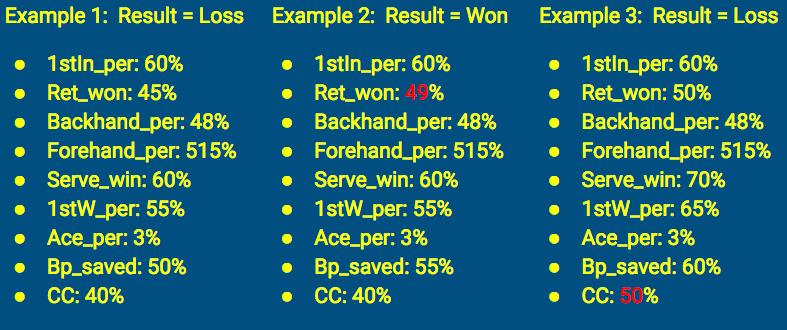 Example 1:  Result = Loss
● 1stIn_per: 60%
● Ret_won: 45%
● Backhand_per: 48%
● Forehand_per: 515%
● Serve_win: 60%
● 1stW_per: 55%
● Ace_per: 3%
● Bp_saved: 50%
● CC: 40%
Example 2:  Result = Won
● 1stIn_per: 60%
● Ret_won: 49%
● Backhand_per: 48%
● Forehand_per: 515%
● Serve_win: 60%
● 1stW_per: 55%
● Ace_per: 3%
● Bp_saved: 55%
● CC: 40%
Example 3:  Result = Loss
● 1stIn_per: 60%
● Ret_won: 50%
● Backhand_per: 48%
● Forehand_per: 515%
● Serve_win: 70%
● 1stW_per: 65%
● Ace_per: 3%
● Bp_saved: 60%
● CC: 50%